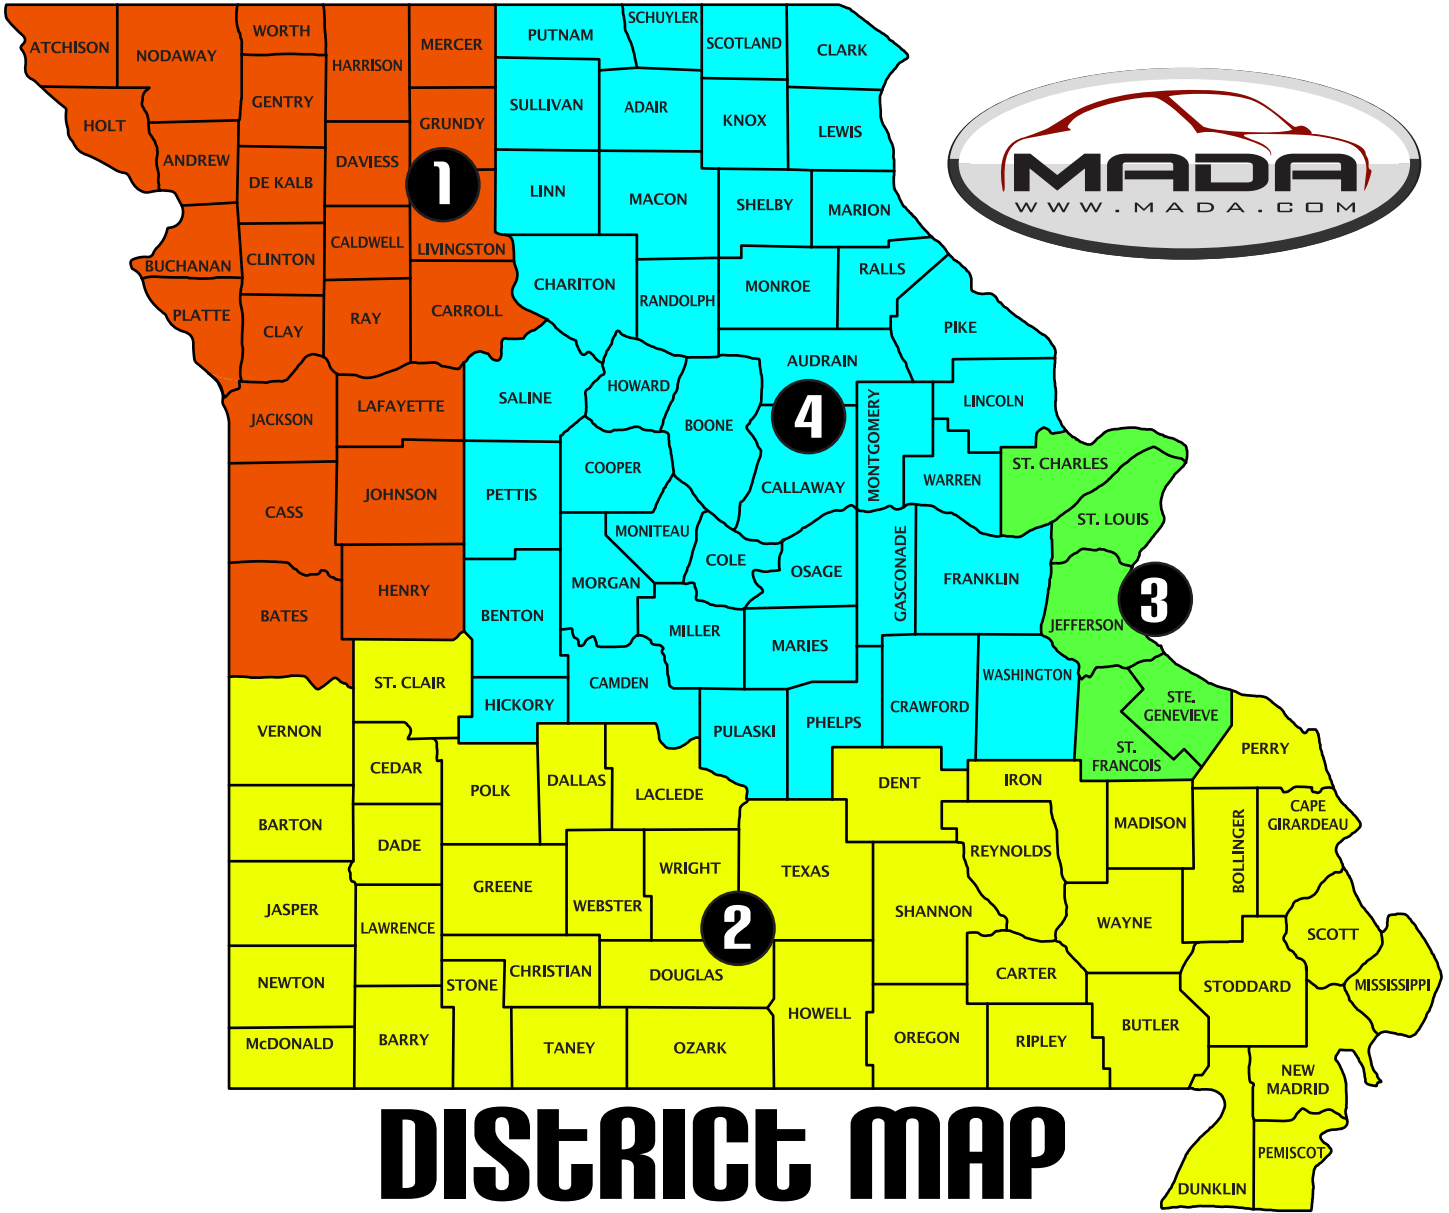 SCHUYLER
ATCHISON
NODAWAY
WORTH
HARRISON
MERCER
PUTNAM
SCOTLAND
CLARK
HOLT
GENTRY
GRUNDY
SULLIVAN
ADAIR
KNOX
LEWIS
MADA
WWW.MADA.COM
ANDREW
DE KALB
DAVIESS
1
LINN
MACON
SHELBY
MARION
BUCHANAN
CLINTON
CALDWELL
LIVINGSTON
CHARITON
RANDOLPH
MONROE
RALLS
PLATTE
CLAY
RAY
CARROLL
PIKE
AUDRAIN
JACKSON
LAFAYETTE
SALINE
HOWARD
BOONE
4
MONTGOMERY
LINCOLN
CASS
JOHNSON
PETTIS
COOPER
CALLAWAY
WARREN
ST. CHARLES
ST. LOUIS
MONITEAU
COLE
OSAGE
GASCONADE
FRANKLIN
BATES
HENRY
BENTON
MORGAN
MILLER
MARIES
JEFFERSON
3
ST. CLAIR
HICKORY
CAMDEN
PULASKI
PHELPS
CRAWFORD
WASHINGTON
STE.
GENEVIEVE
ST.
FRANCOIS
VERNON
CEDAR
POLK
DALLAS
LACLEDE
DENT
IRON
PERRY
BARTON
DADE
GREENE
WEBSTER
WRIGHT
TEXAS
REYNOLDS
MADISON
BOLLINGER
CAPE
GIRARDEAU
JASPER
LAWRENCE
2
SHANNON
WAYNE
SCOTT
NEWTON
STONE
CHRISTIAN
DOUGLAS
HOWELL
CARTER
STODDARD
MISSISSIPPI
McDONALD
BARRY
TANEY
OZARK
OREGON
RIPLEY
BUTLER
NEW
MADRID
DISTRICT MAP
PEMISCOT
DUNKLIN